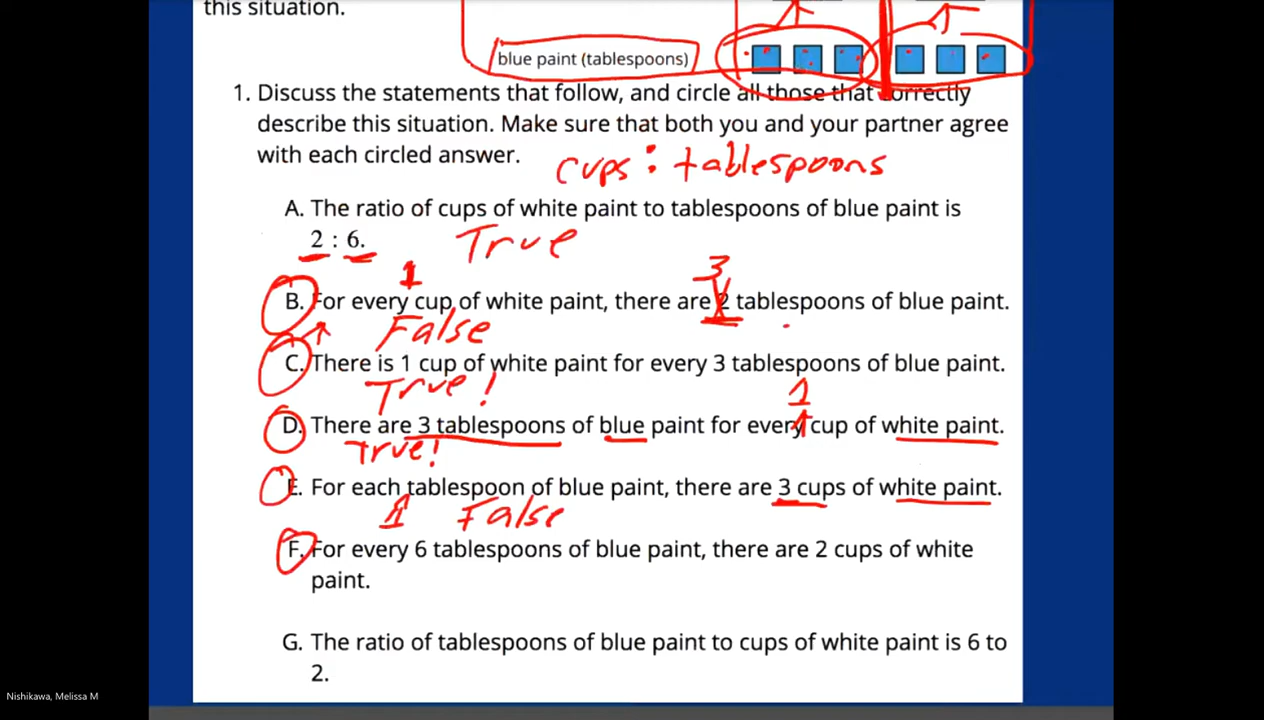 this situation.
blue paint (tablespoons)
1. Discuss the statements that follow, and circle all those that correctly
describe this situation. Make sure that both you and your partner agree
with each circled answer.
cups : tablespoons
A. The ratio of cups of white paint to tablespoons of blue paint is
2 : 6.
True
1
3
B. For every cup of white paint, there are 2 tablespoons of blue paint.
False
C. There is 1 cup of white paint for every 3 tablespoons of blue paint.
True!
1
D. There are 3 tablespoons of blue paint for every cup of white paint.
True!
E. For each tablespoon of blue paint, there are 3 cups of white paint.
1 False
F. For every 6 tablespoons of blue paint, there are 2 cups of white
paint.
G. The ratio of tablespoons of blue paint to cups of white paint is 6 to
2.
Nishikawa, Melissa M